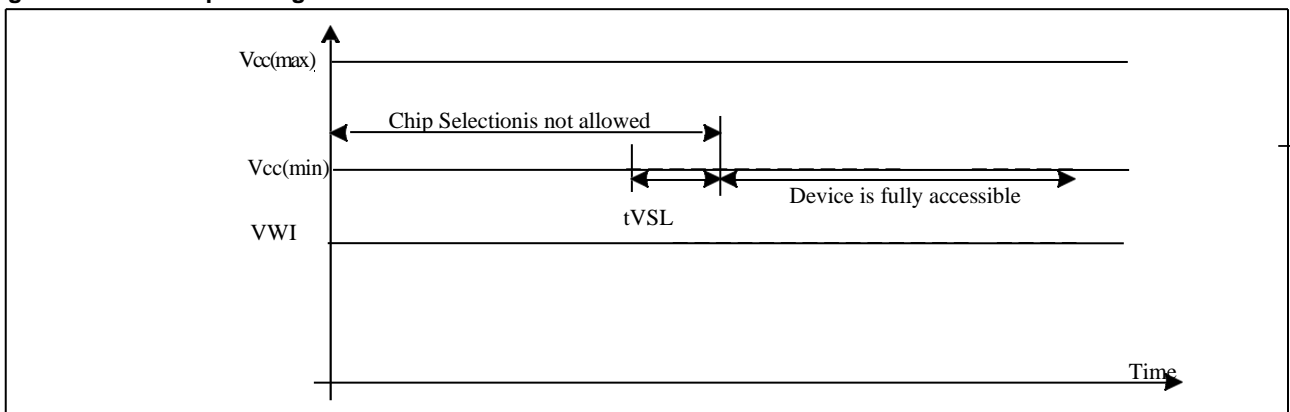 Vcc(max)
Chip Selectionis not allowed
Vcc(min)
Device is fully accessible
tVSL
VWI
Time